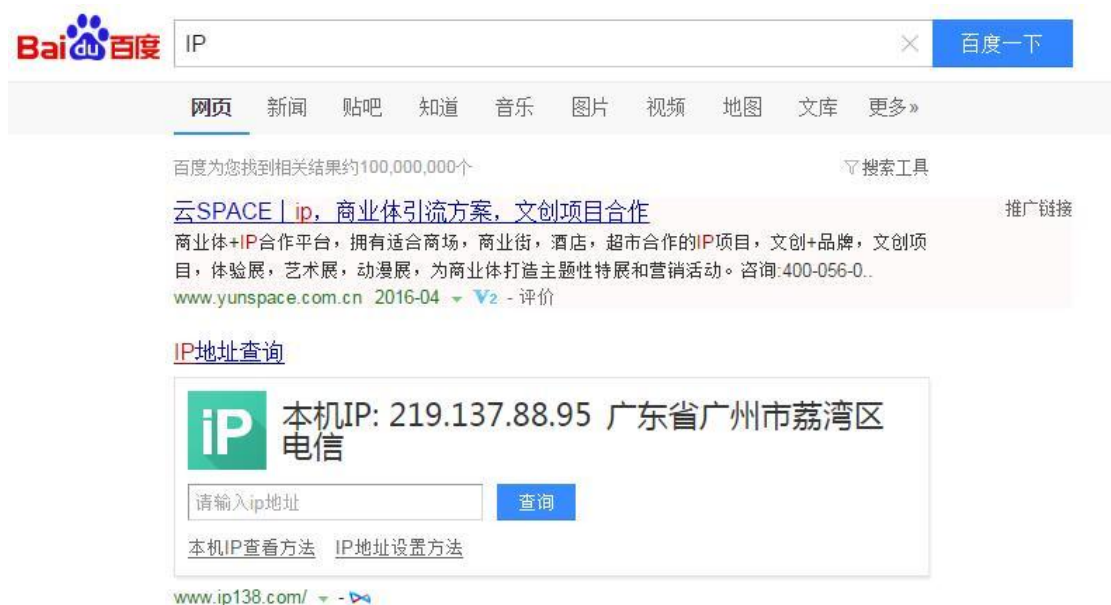 Bai du 百度
IP
百度一下
网页 新闻 贴吧 知道 音乐 图片 视频 地图 文库 更多»
百度为您找到相关结果约100,000,000个
搜索工具
云SPACE丨ip，商业体引流方案，文创项目合作
推广链接
商业体+IP合作平台，拥有适合商场，商业街，酒店，超市合作的IP项目，文创+品牌，文创项
目，体验展，艺术展，动漫展，为商业体打造主题性特展和营销活动。咨询:400-056-0..
www.yunspace.com.cn 2016-04 V2 - 评价
IP地址查询
iP
本机IP: 219.137.88.95 广东省广州市荔湾区
电信
请输入ip地址
查询
本机IP查看方法 IP地址设置方法
www.ip138.com/ -